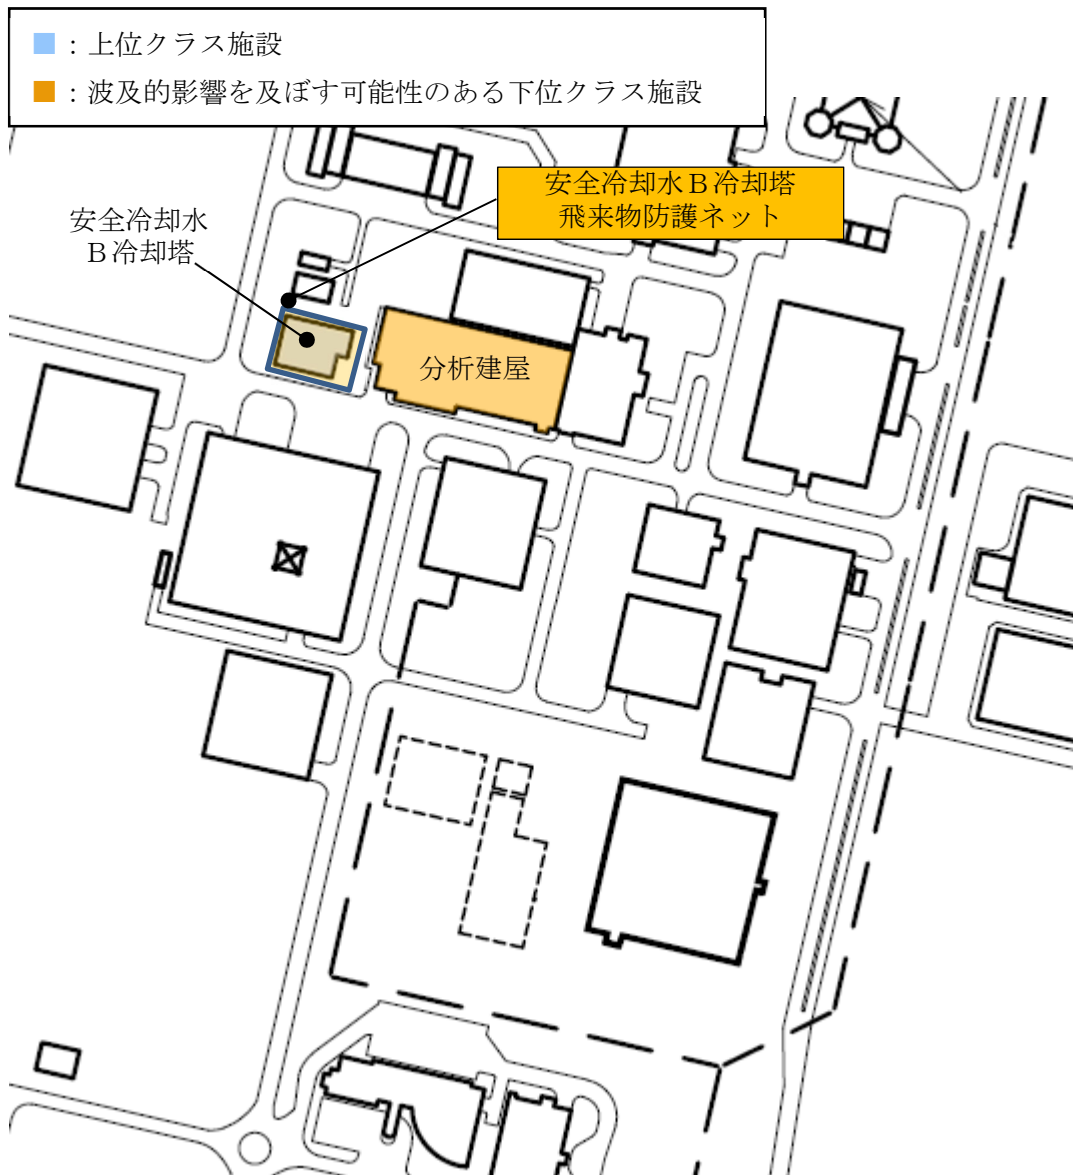 ：上位クラス施設
：波及的影響を及ぼす可能性のある下位クラス施設
安全冷却水Ｂ冷却塔
飛来物防護ネット
安全冷却水
Ｂ冷却塔
分析建屋